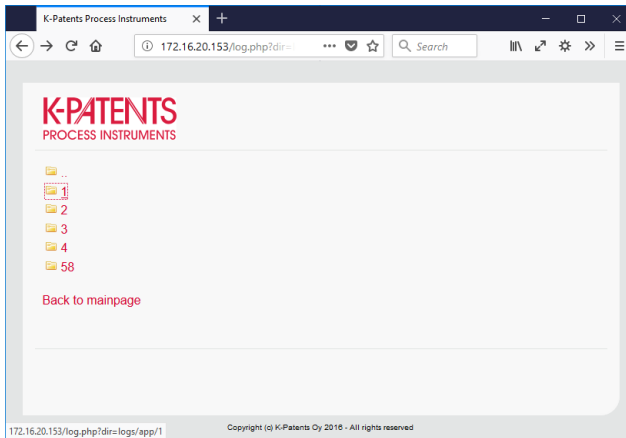 K-Patents Process Instruments
172.16.20.153/log.php?dir=
Search
K-PATENTS
PROCESS INSTRUMENTS
..
1
2
3
4
58
Back to mainpage
172.16.20.153/log.php?dir=logs/app/1
Copyright (c) K-Patents Oy 2016 - All rights reserved